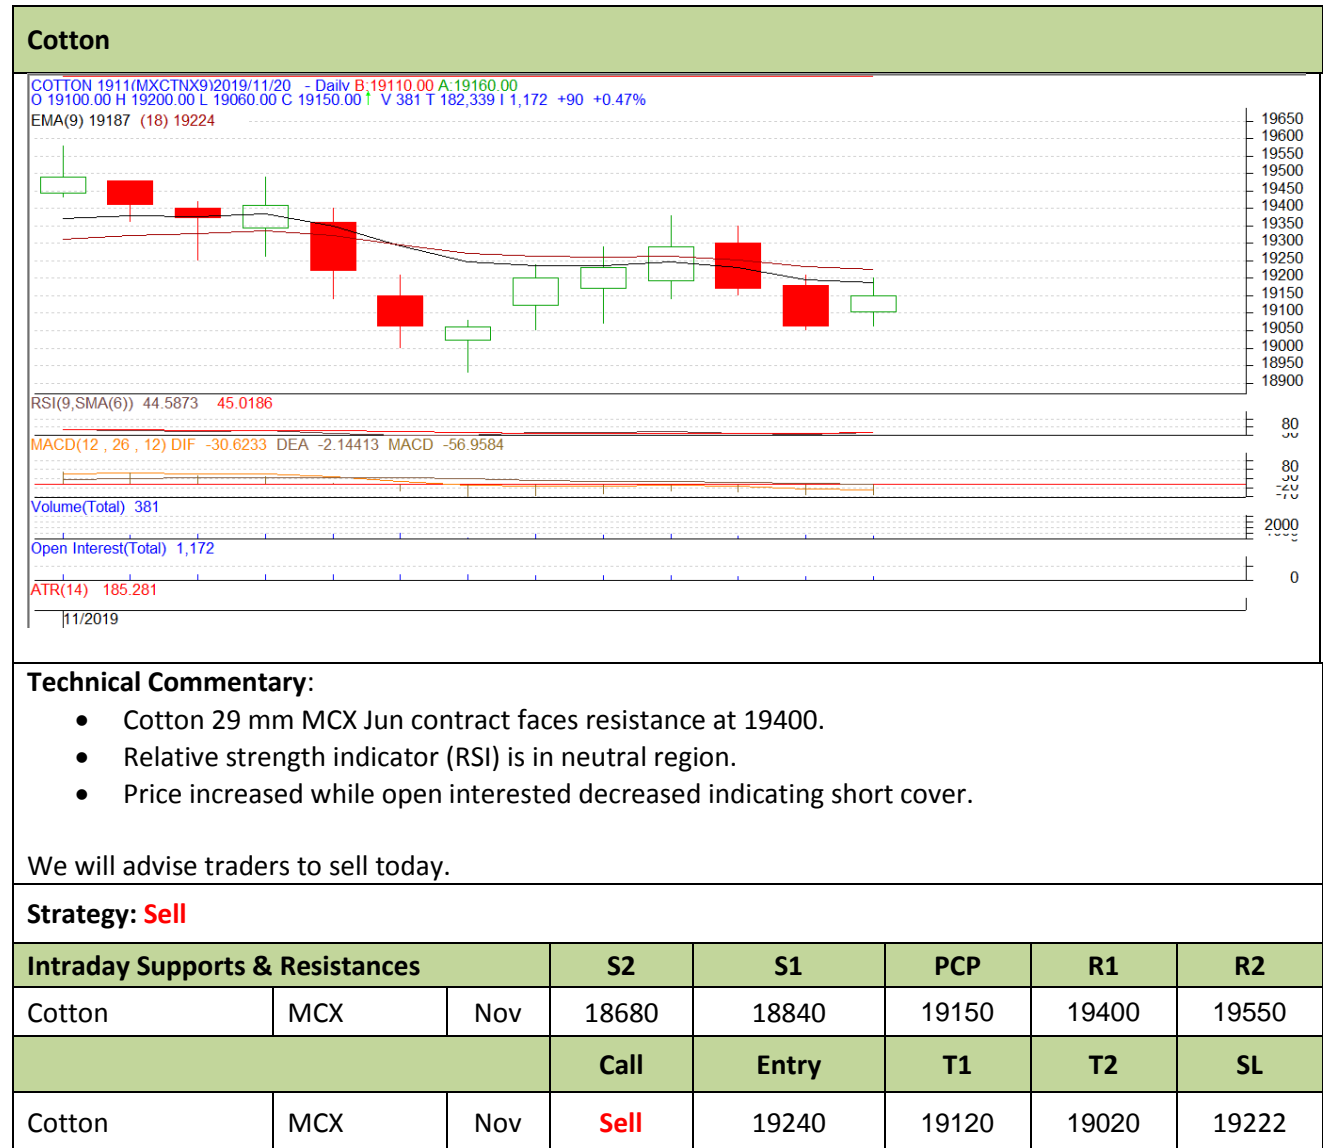 Cotton
COTTON 1911(MXCTNX9)2019/11/20 - Daily B:19110.00 A:19160.00
O 19100.00 H 19200.00 L 19060.00 C 19150.00↑ V 381 T 182,339 I 1,172 +90 +0.47%
EMA(9) 19187 (18) 19224
19650
19600
19550
19500
19450
19400
19350
19300
19250
19200
19150
19100
19050
19000
18950
18900
RSI(9,SMA(6)) 44.5873 45.0186
80
MACD(12 , 26 , 12) DIF -30.6233 DEA -2.14413 MACD -56.9584
80
Volume(Total) 381
2000
Open Interest(Total) 1,172
0
ATR(14) 185.281
11/2019
Technical Commentary:
• Cotton 29 mm MCX Jun contract faces resistance at 19400.
• Relative strength indicator (RSI) is in neutral region.
• Price increased while open interested decreased indicating short cover.
We will advise traders to sell today.
Strategy: Sell
Intraday Supports & Resistances S2 S1 PCP R1 R2
Cotton MCX Nov 18680 18840 19150 19400 19550
Call Entry T1 T2 SL
Cotton MCX Nov Sell 19240 19120 19020 19222